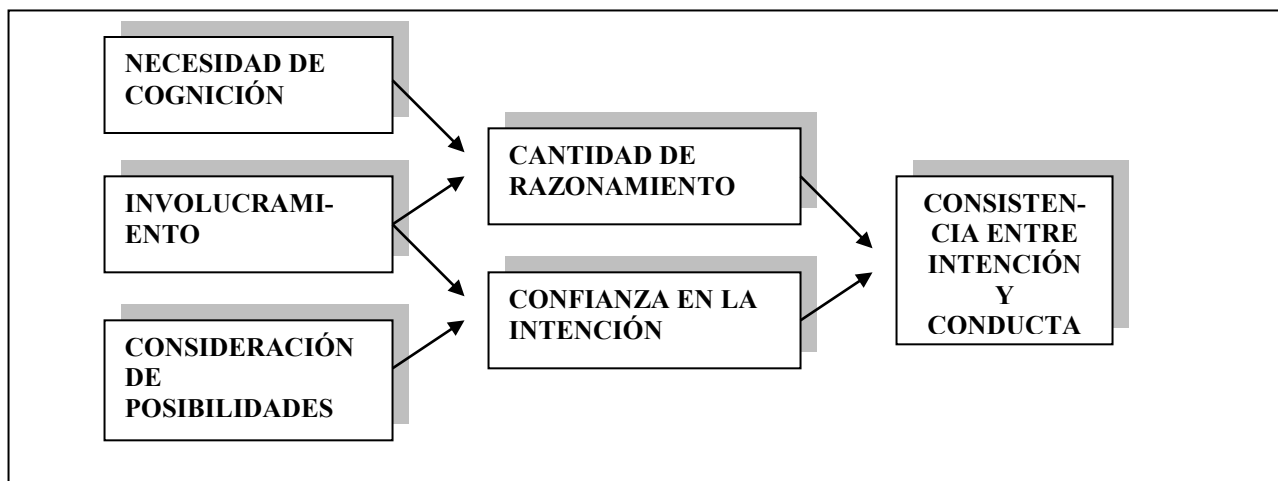 NECESIDAD DE
COGNICIÓN
INVOLUCRAMI-
ENTO
CONSIDERACIÓN
DE
POSIBILIDADES
CANTIDAD DE
RAZONAMIENTO
CONFIANZA EN LA
INTENCIÓN
CONSISTEN-
CIA ENTRE
INTENCIÓN
Y
CONDUCTA